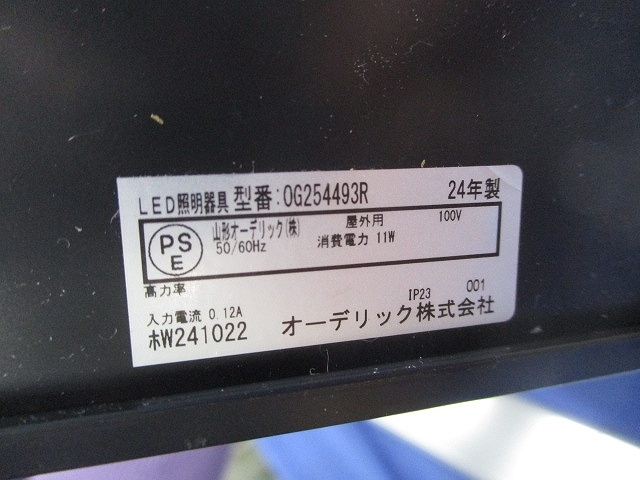 LED照明器具 型番:OG254493R 24年製
PS
E
山形オーデリック(株) 屋外用 100V
50/60Hz 消費電力 11W
高力率
IP23 001
入力電流 0.12A
ホW241022 オーデリック株式会社